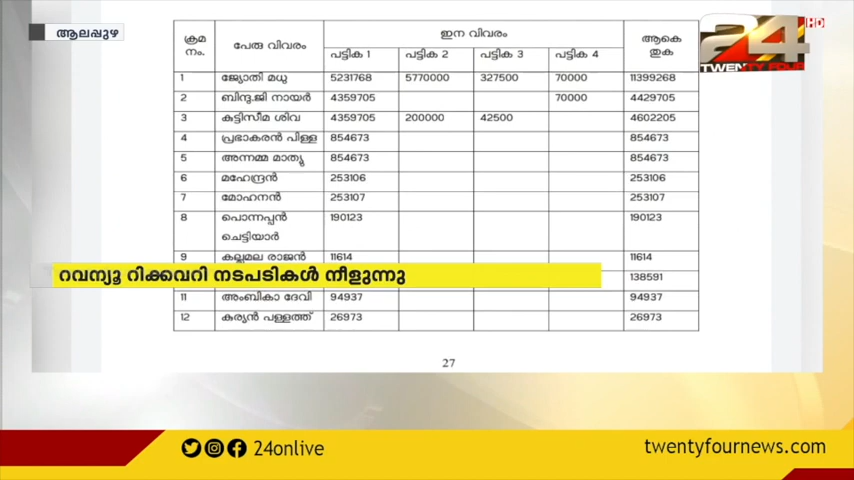 ആലപ്പുഴ
24 HD
TWENTY FOUR
ക്രമ നം. പേരു വിവരം ഇന വിവരം ആകെ തുക
പട്ടിക 1 പട്ടിക 2 പട്ടിക 3 പട്ടിക 4
1 ജ്യോതി മധു 5231768 5770000 327500 70000 11399268
2 ബിന്ദു.ജി നായർ 4359705 70000 4429705
3 കുട്ടിസീമ ശിവ 4359705 200000 42500 4602205
4 പ്രഭാകരൻ പിള്ള 854673 854673
5 അന്നമ്മ മാത്യു 854673 854673
6 മഹേന്ദ്രൻ 253106 253106
7 മോഹനൻ 253107 253107
8 പൊന്നപ്പൻ 190123 190123
ചെട്ടിയാർ
9 കല്ലുമല രാജൻ 11614 11614
138591
റവന്യൂ റിക്കവറി നടപടികൾ നീളുന്നു
11 അംബികാ ദേവി 94937 94937
12 കുര്യൻ പള്ളത്ത് 26973 26973
27
24onlive
twentyfournews.com